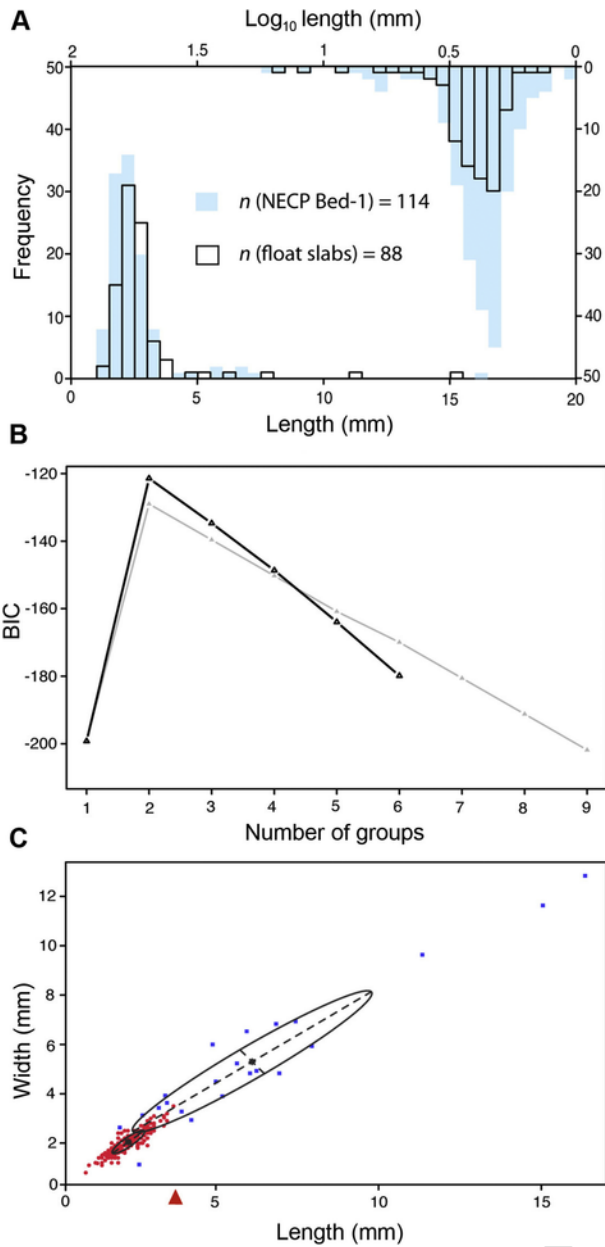 A
Log10 length (mm)
2 1.5 1 0.5 0
50 0
40 10
30 20
20 30
10 40
0 50
Frequency
n (NECP Bed-1) = 114
n (float slabs) = 88
0 5 10 15 20
Length (mm)
B
-120
-140
-160
-180
-200
BIC
1 2 3 4 5 6 7 8 9
Number of groups
C
12
10
8
6
4
2
0
Width (mm)
0 5 10 15
Length (mm)